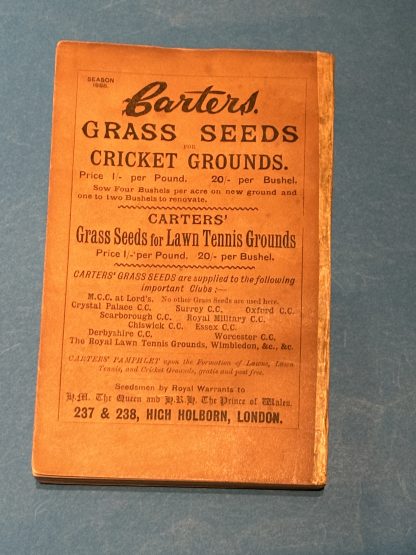 SEASON
1898.
Carters.
GRASS SEEDS
FOR
CRICKET GROUNDS.
Price 1/- per Pound. 20/- per Bushel.
Sow Four Bushels per acre on new ground and
one to two Bushels to renovate.
CARTERS'
Grass Seeds for Lawn Tennis Grounds
Price 1/- per Pound. 20/- per Bushel.
CARTERS' GRASS SEEDS are supplied to the following
important Clubs :—
M.C.C. at Lord's. No other Grass Seeds are used here.
Crystal Palace C.C. Surrey C.C. Oxford C.C.
Scarborough C.C. Royal Military C.C.
Chiswick C.C. Essex C.C.
Derbyshire C.C. Worcester C.C.
The Royal Lawn Tennis Grounds, Wimbledon, &c., &c.
CARTERS' PAMPHLET upon the Formation of Lawns, Lawn
Tennis, and Cricket Grounds, gratis and post free.
Seedsmen by Royal Warrants to
H.M. The Queen and H.R.H. The Prince of Wales.
237 & 238, HIGH HOLBORN, LONDON.